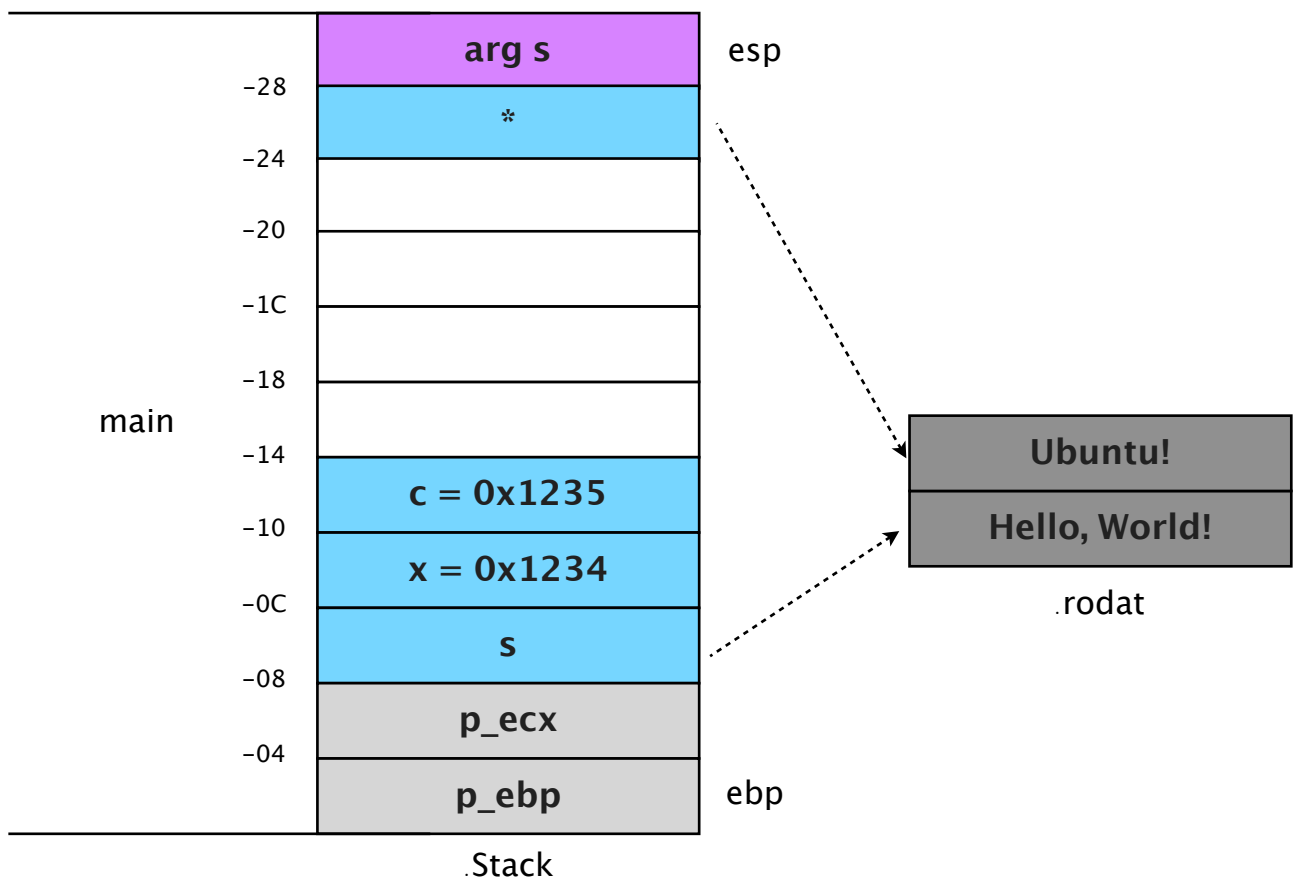 arg s
esp
-28
*
-24
-20
-1C
-18
main
-14
c = 0x1235
-10
x = 0x1234
-0C
s
-08
p_ecx
-04
p_ebp
ebp
.Stack
Ubuntu!
Hello, World!
.rodat